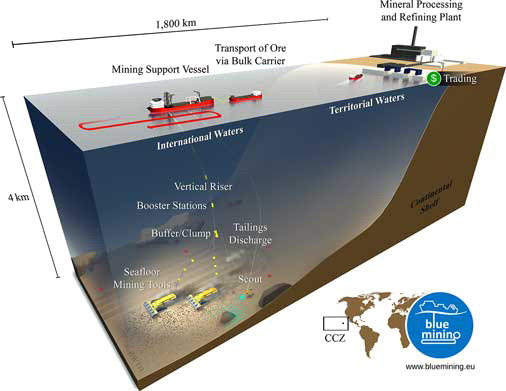 1,800 km
Mineral Processing
and Refining Plant
Transport of Ore
via Bulk Carrier
Mining Support Vessel
$ Trading
Territorial Waters
International Waters
4 km
Vertical Riser
Booster Stations
Continental
Shelf
Buffer/Clump
Tailings
Discharge
Seafloor
Mining Tools
Scout
CCZ
blue
mining
www.bluemining.eu